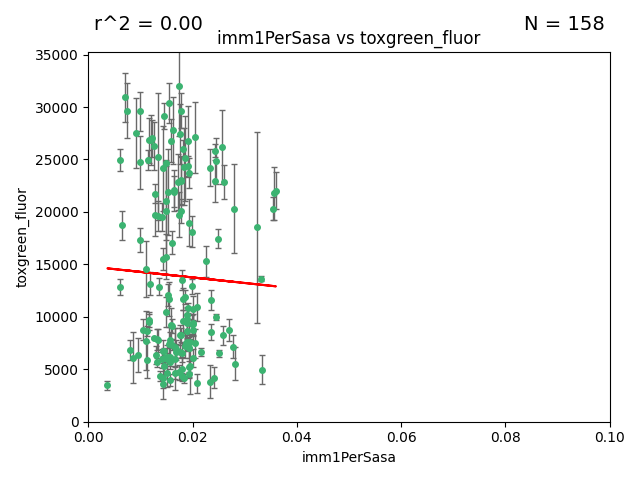 r^2 = 0.00
N = 158
imm1PerSasa vs toxgreen_fluor
35000
30000
25000
20000
15000
10000
5000
0
toxgreen_fluor
0.00 0.02 0.04 0.06 0.08 0.10
imm1PerSasa